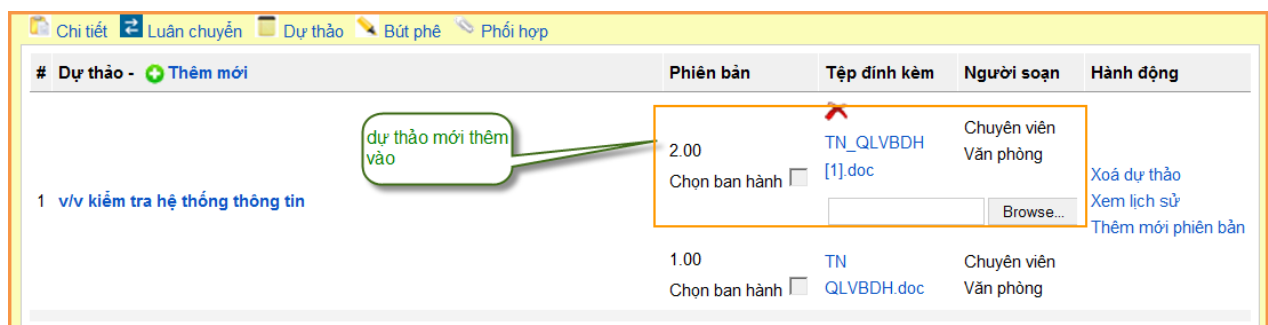 Chi tiết Luân chuyển Dự thảo Bút phê Phối hợp
# Dự thảo - Thêm mới Phiên bản Tệp đính kèm Người soạn Hành động
dự thảo mới thêm
vào
1 v/v kiểm tra hệ thống thông tin
2.00
Chọn ban hành
TN_QLVBDH
[1].doc
Browse...
Chuyên viên
Văn phòng
1.00
Chọn ban hành
TN
QLVBDH.doc
Chuyên viên
Văn phòng
Xoá dự thảo
Xem lịch sử
Thêm mới phiên bản